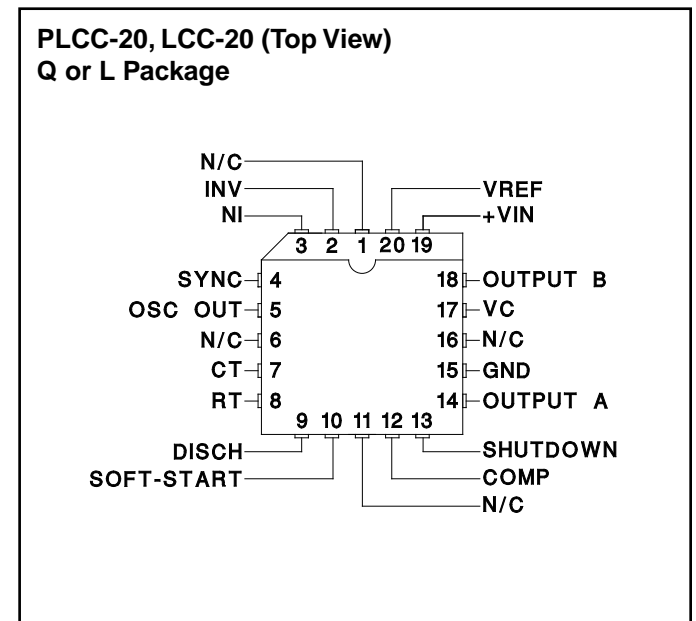 PLCC-20, LCC-20 (Top View)
Q or L Package
N/C
INV
NI
VREF
+VIN
3 2 1 20 19
SYNC 4
OSC OUT 5
N/C 6
CT 7
RT 8
18 OUTPUT B
17 VC
16 N/C
15 GND
14 OUTPUT A
9 10 11 12 13
DISCH
SOFT-START
SHUTDOWN
COMP
N/C